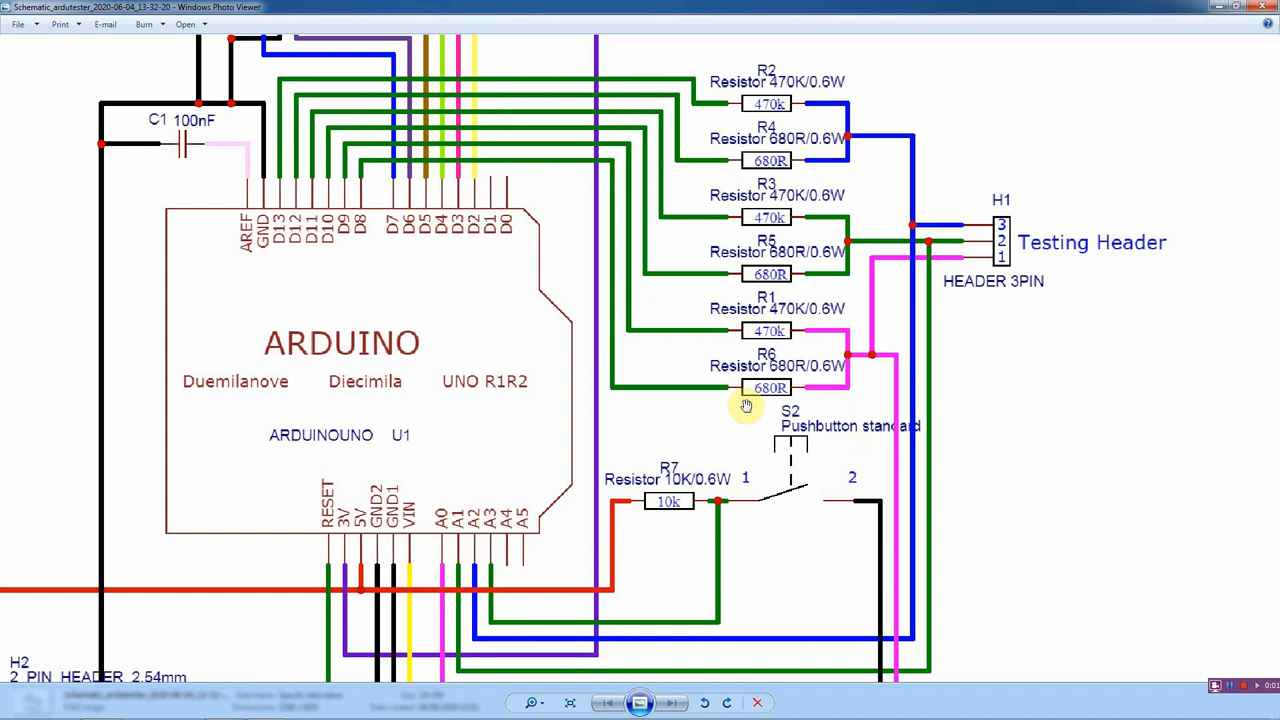 Schematic_ardutester_2020-06-04_13-32-20 - Windows Photo Viewer
File Print E-mail Burn Open
R2
Resistor 470K/0.6W
470k
C1 100nF
R4
Resistor 680R/0.6W
680R
R3
Resistor 470K/0.6W
470k
AREF GND D13 D12 D11 D10 D9 D8 D7 D6 D5 D4 D3 D2 D1 D0
H1
3
2
1
Testing Header
R5
Resistor 680R/0.6W
680R
HEADER 3PIN
R1
Resistor 470K/0.6W
470k
ARDUINO
R6
Resistor 680R/0.6W
680R
Duemilanove Diecimila UNO R1R2
S2
Pushbutton standard
ARDUINOUNO U1
R7
Resistor 10K/0.6W
10k
1 2
RESET 3V 5V GND2 GND1 VIN A0 A1 A2 A3 A4 A5
H2
2 PIN HEADER 2.54mm
0:01